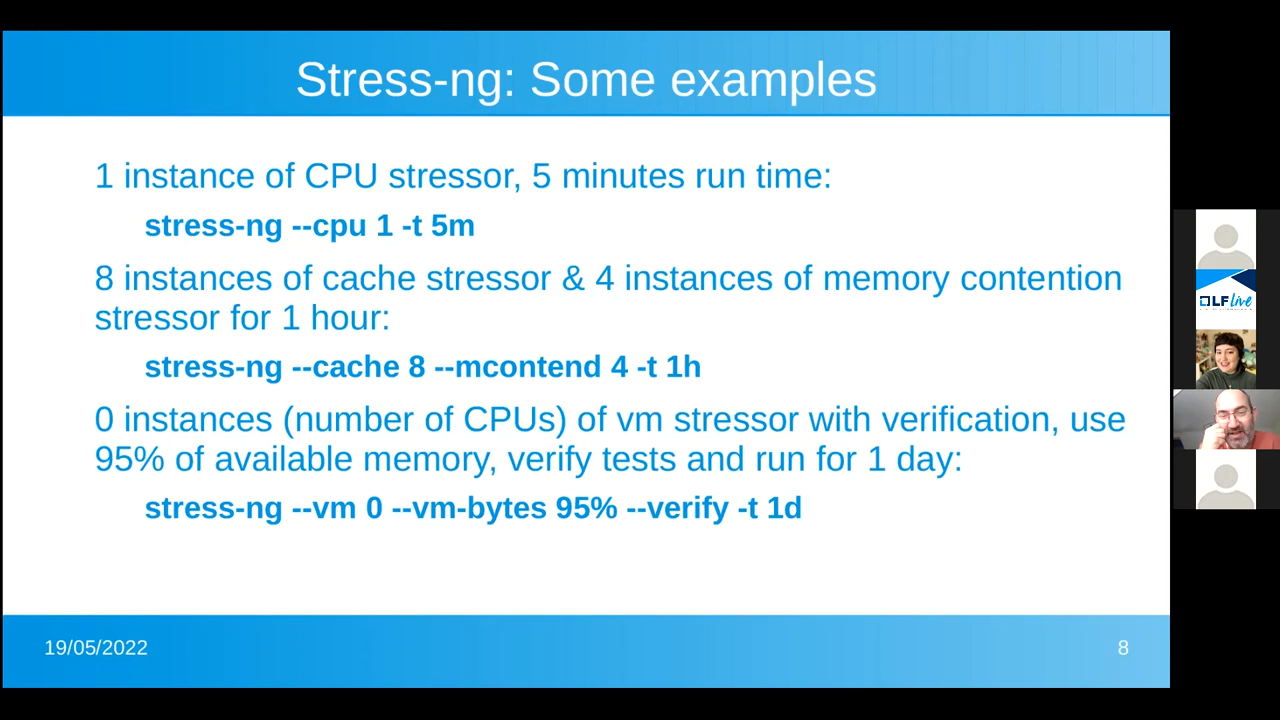 Stress-ng: Some examples
1 instance of CPU stressor, 5 minutes run time:
stress-ng --cpu 1 -t 5m
8 instances of cache stressor & 4 instances of memory contention
stressor for 1 hour:
stress-ng --cache 8 --mcontend 4 -t 1h
0 instances (number of CPUs) of vm stressor with verification, use
95% of available memory, verify tests and run for 1 day:
stress-ng --vm 0 --vm-bytes 95% --verify -t 1d
19/05/2022
8
LF Live